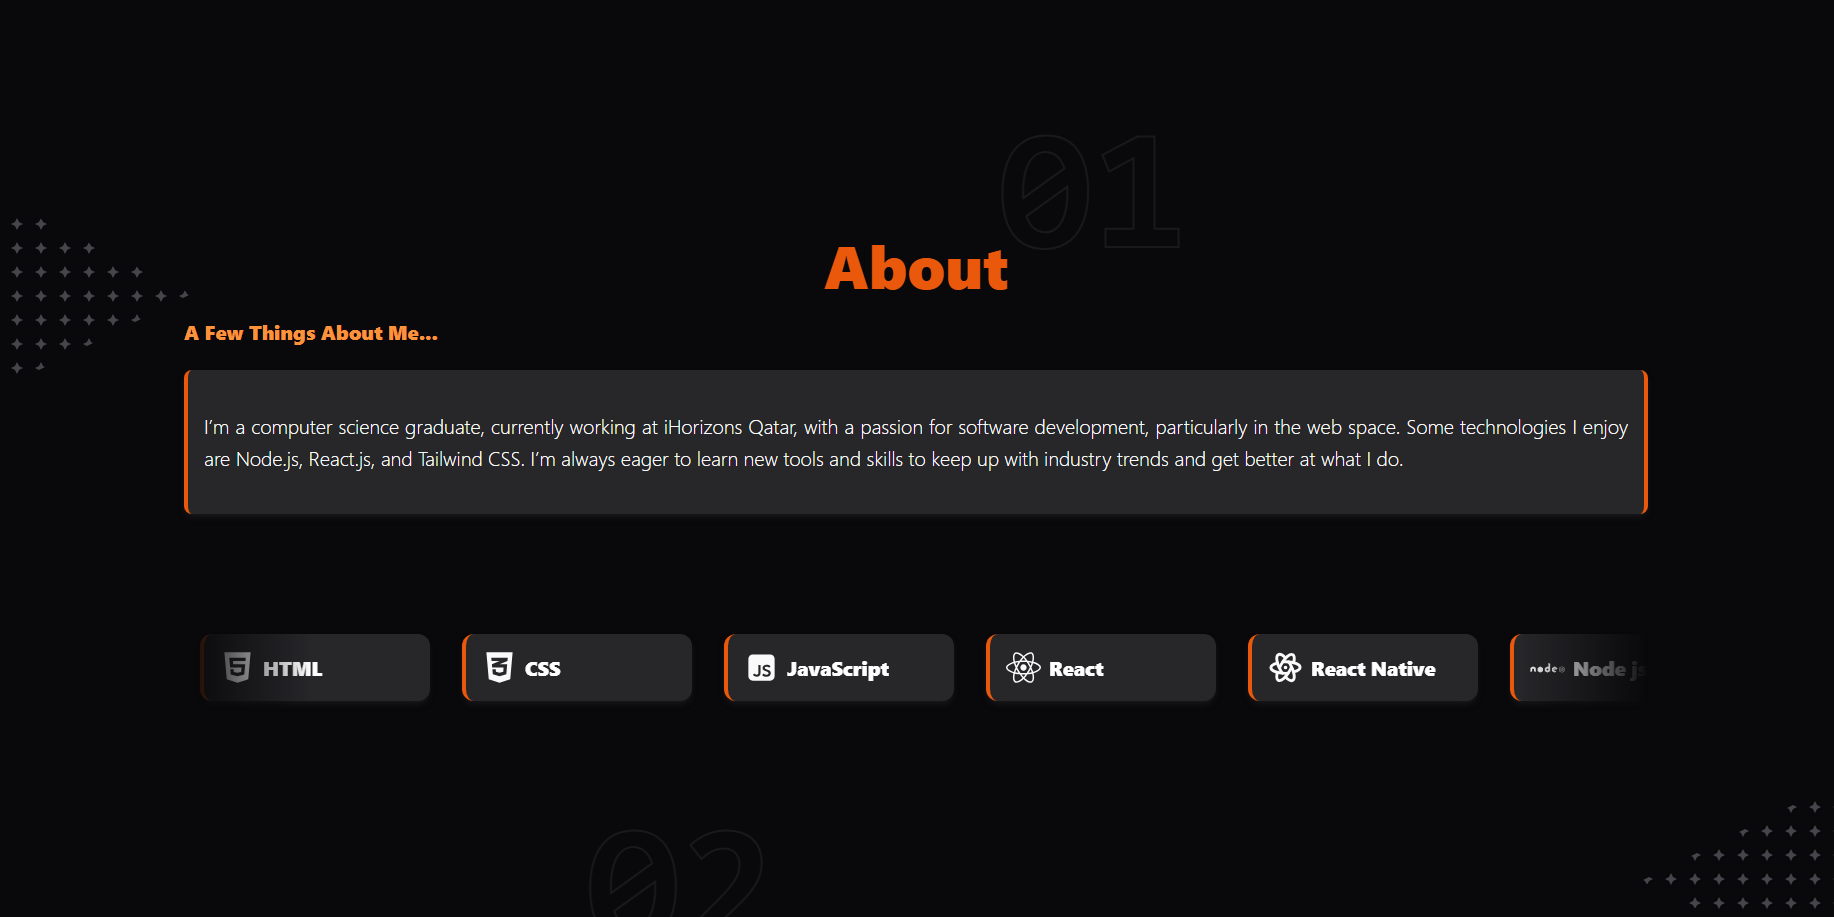 01
About
A Few Things About Me...
I'm a computer science graduate, currently working at iHorizons Qatar, with a passion for software development, particularly in the web space. Some technologies I enjoy
are Node.js, React.js, and Tailwind CSS. I'm always eager to learn new tools and skills to keep up with industry trends and get better at what I do.
5 HTML
3 CSS
JS JavaScript
React
React Native
node Node js
02